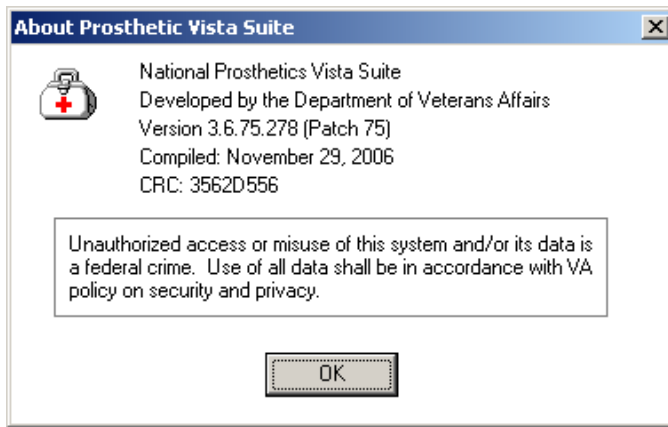 About Prosthetic Vista Suite
National Prosthetics Vista Suite
Developed by the Department of Veterans Affairs
Version 3.6.75.278 (Patch 75)
Compiled: November 29, 2006
CRC: 3562D556
Unauthorized access or misuse of this system and/or its data is
a federal crime.  Use of all data shall be in accordance with VA
policy on security and privacy.
OK